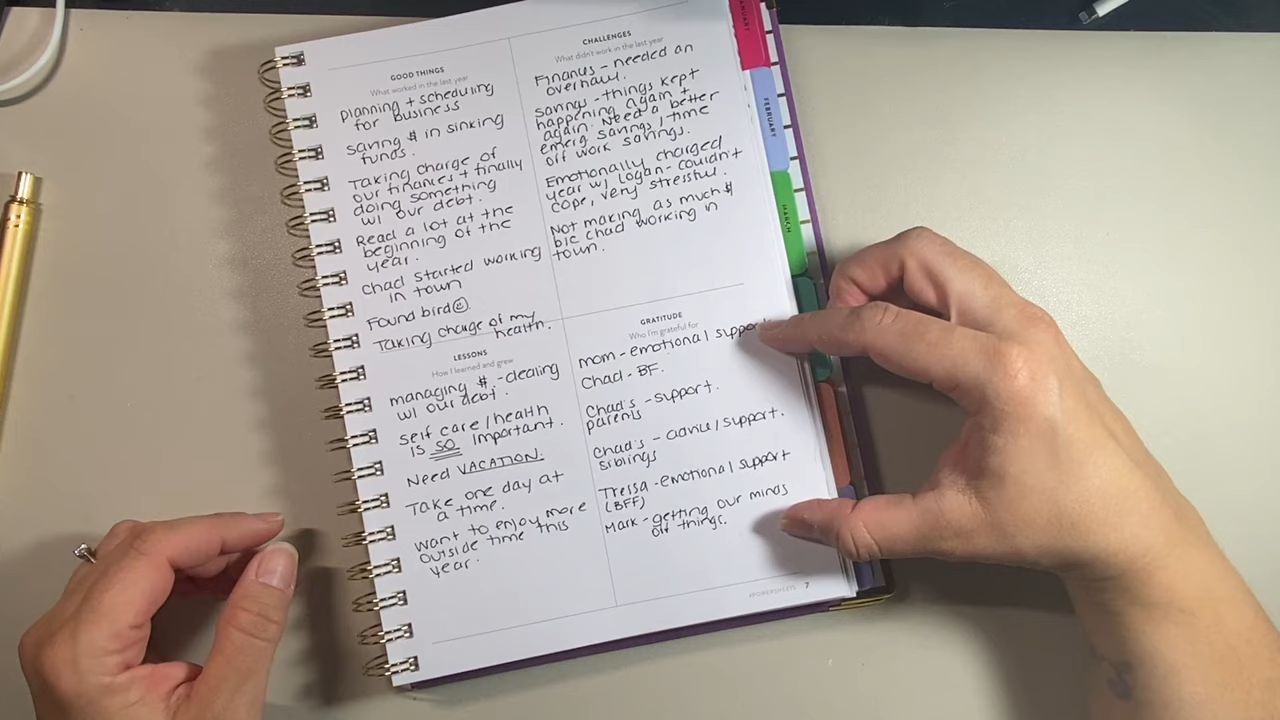 GOOD THINGS
What worked in the last year
Planning + scheduling
for business
saving $ in sinking
funds.
Taking charge of
our finances + finally
doing something
w/ our debt.
Read a lot at the
beginning of the
year.
Chad started working
in town
Found bird
Taking charge of my
health.
CHALLENGES
What didn't work in the last year
Finances - needed an
overhaul.
savings - things kept
happening again +
again. Need a better
emerg savings / time
off work savings.
Emotionally charged
year w/ Logan - couldn't
cope, very stressful.
Not making as much $
b/c Chad working in
town.
LESSONS
How I learned and grew
managing $ - dealing
w/ our debt.
self care/health
is so important.
Need VACATION.
Take one day at
a time.
want to enjoy more
outside time this
year.
GRATITUDE
Who I'm grateful for
mom - emotional support
Chad - BF.
Chad's - support.
parents
Chad's - advice/support.
siblings
Tressa - emotional support
(BFF)
Mark - getting our minds
off things.
#POWERSHEETS 7
JANUARY
FEBRUARY
MARCH